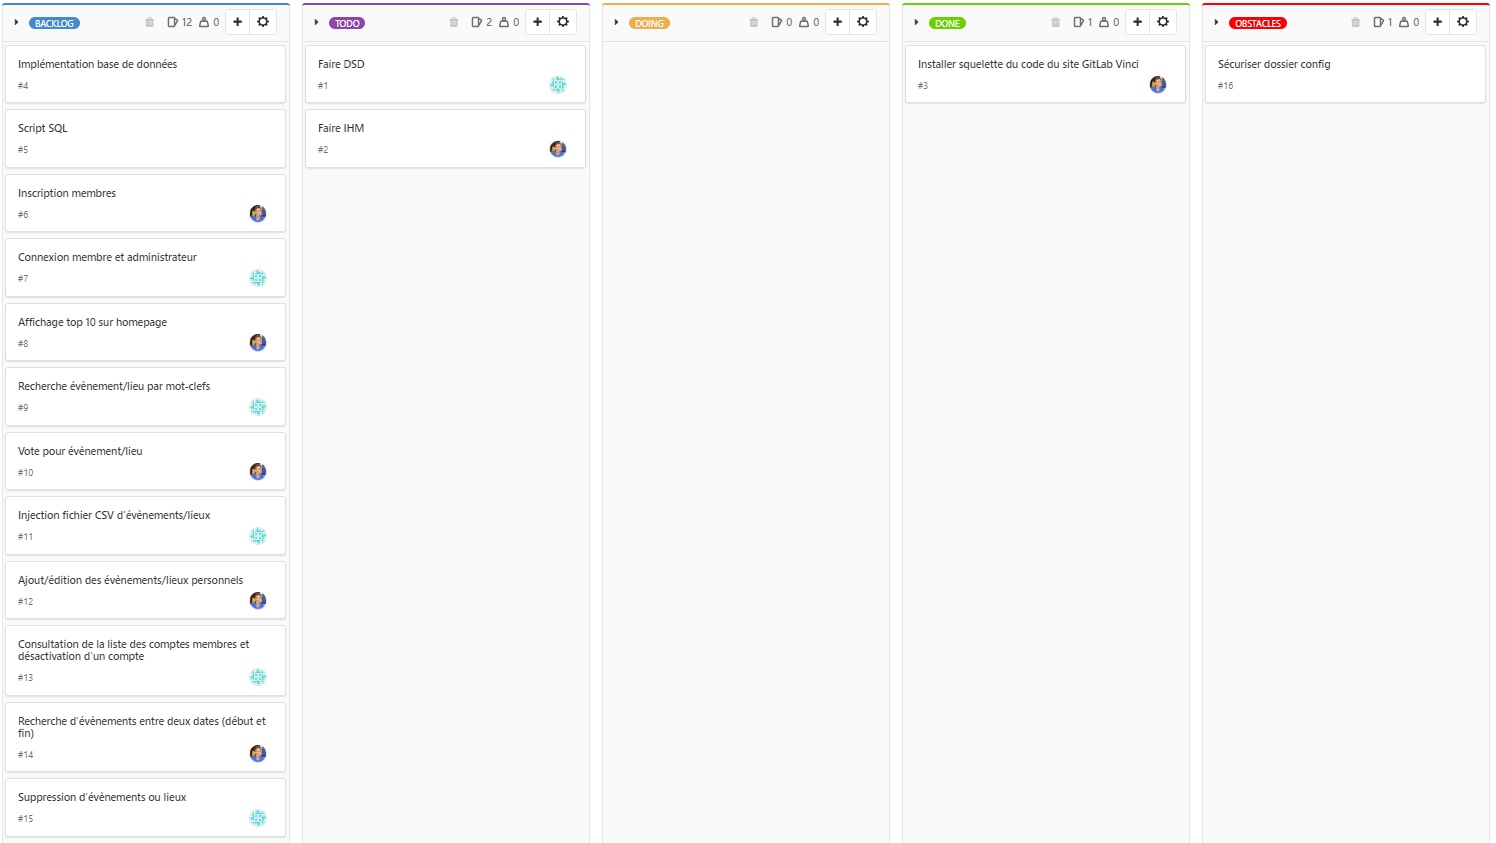 BACKLOG 12 0
Implémentation base de données
#4
Script SQL
#5
Inscription membres
#6
Connexion membre et administrateur
#7
Affichage top 10 sur homepage
#8
Recherche évènement/lieu par mot-clefs
#9
Vote pour évènement/lieu
#10
Injection fichier CSV d'évènements/lieux
#11
Ajout/édition des évènements/lieux personnels
#12
Consultation de la liste des comptes membres et
désactivation d'un compte
#13
Recherche d'évènements entre deux dates (début et
fin)
#14
Suppression d'évènements ou lieux
#15
TODO 2 0
Faire DSD
#1
Faire IHM
#2
DOING 0 0
DONE 1 0
Installer squelette du code du site GitLab Vinci
#3
OBSTACLES 1 0
Sécuriser dossier config
#16